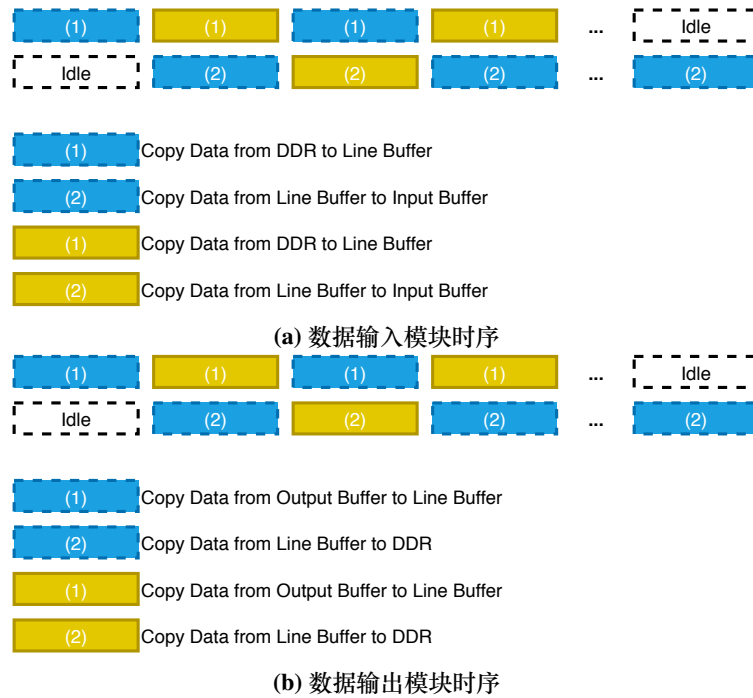 (1) (1) (1) (1) ... Idle
Idle (2) (2) (2) ... (2)
(1) Copy Data from DDR to Line Buffer
(2) Copy Data from Line Buffer to Input Buffer
(1) Copy Data from DDR to Line Buffer
(2) Copy Data from Line Buffer to Input Buffer
(a) 数据输入模块时序
(1) (1) (1) (1) ... Idle
Idle (2) (2) (2) ... (2)
(1) Copy Data from Output Buffer to Line Buffer
(2) Copy Data from Line Buffer to DDR
(1) Copy Data from Output Buffer to Line Buffer
(2) Copy Data from Line Buffer to DDR
(b) 数据输出模块时序